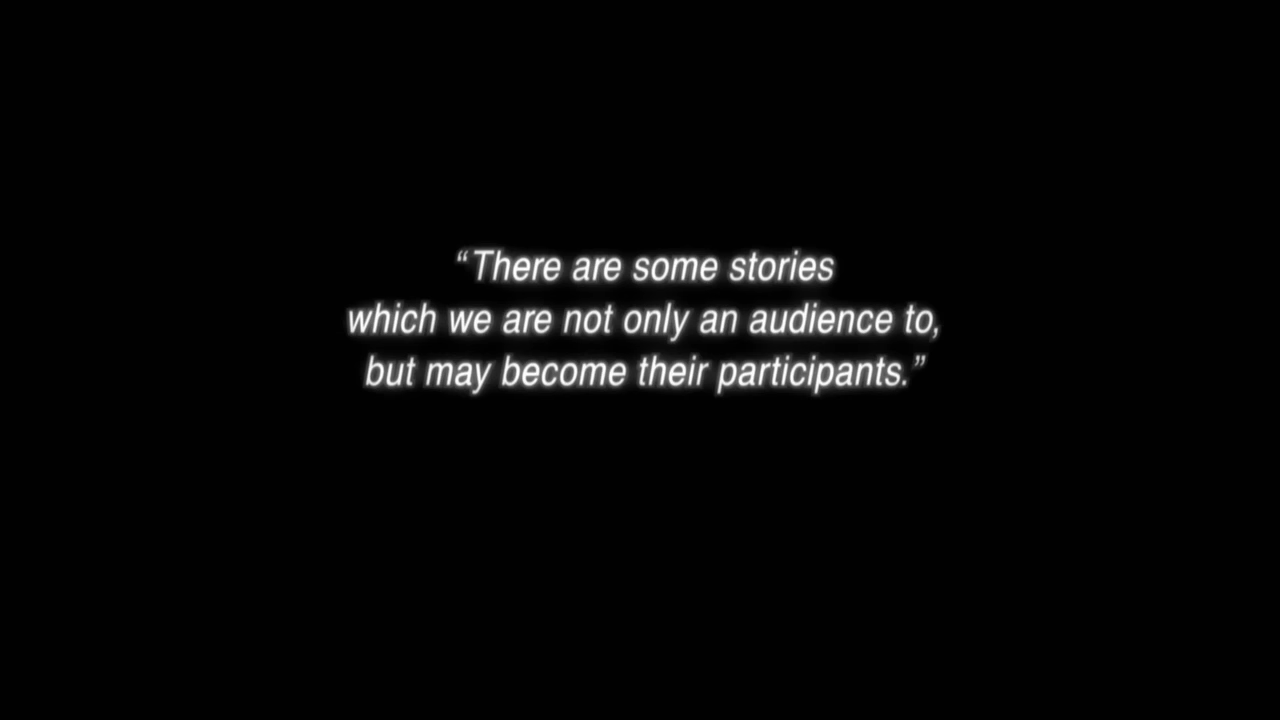 “There are some stories
which we are not only an audience to,
but may become their participants.”